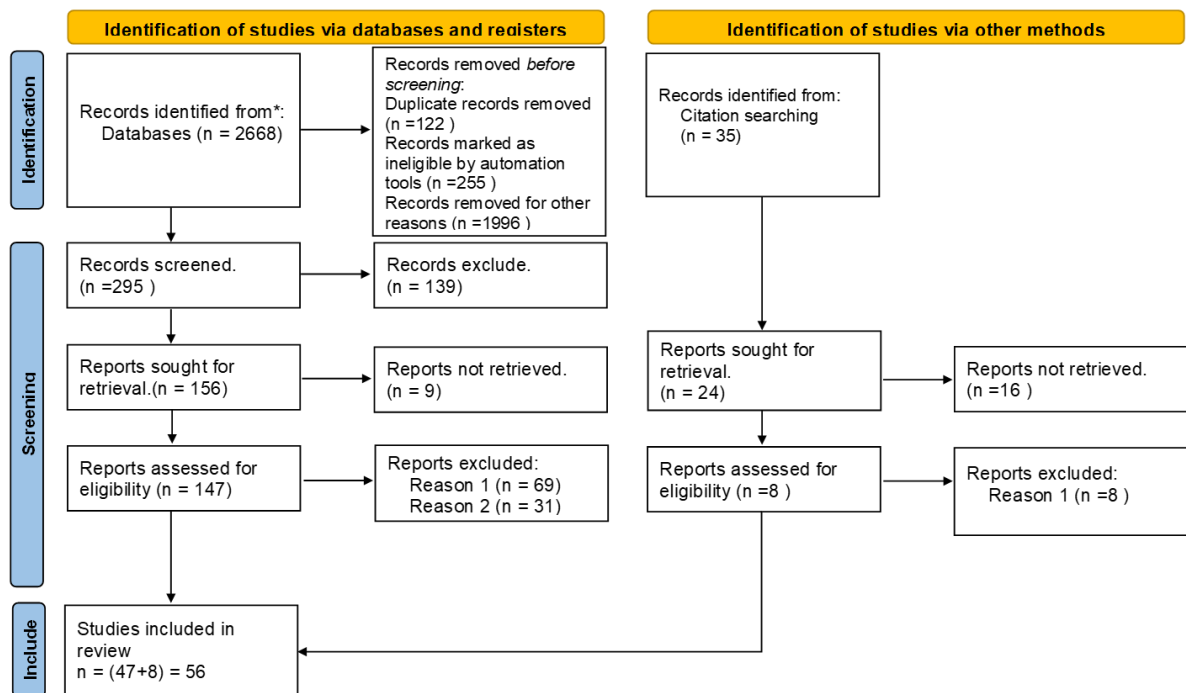 Identification of studies via databases and registers
Identification of studies via other methods
Identification
Records identified from*:
Databases (n = 2668)
Records removed before
screening:
Duplicate records removed
(n =122 )
Records marked as
ineligible by automation
tools (n =255 )
Records removed for other
reasons (n =1996 )
Records identified from:
Citation searching
(n = 35)
Screening
Records screened.
(n =295 )
Records exclude.
(n = 139)
Reports sought for
retrieval.(n = 156)
Reports not retrieved.
(n = 9)
Reports sought for
retrieval.
(n = 24)
Reports not retrieved.
(n =16 )
Reports assessed for
eligibility (n = 147)
Reports excluded:
Reason 1 (n = 69)
Reason 2 (n = 31)
Reports assessed for
eligibility (n =8 )
Reports excluded:
Reason 1 (n =8 )
Include
Studies included in
review
n = (47+8) = 56